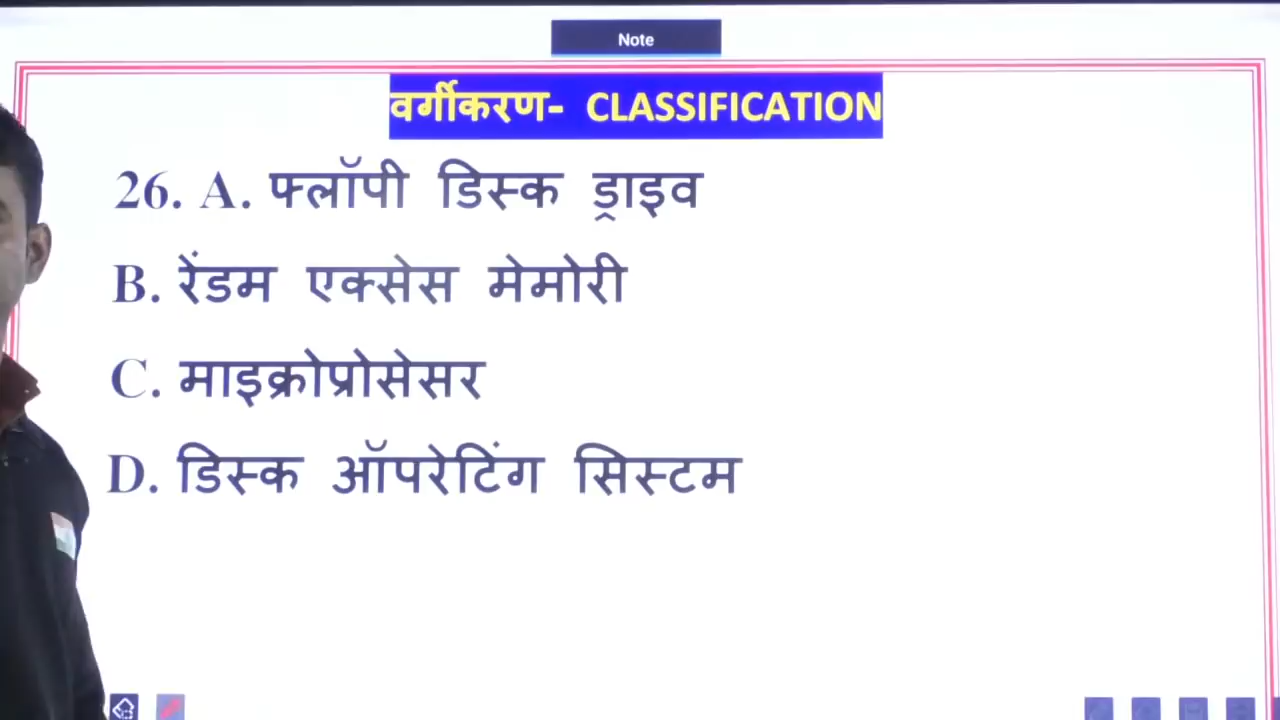 Note
वर्गीकरण- CLASSIFICATION
26. A. फ्लॉपी डिस्क ड्राइव
B. रेंडम एक्सेस मेमोरी
C. माइक्रोप्रोसेसर
D. डिस्क ऑपरेटिंग सिस्टम